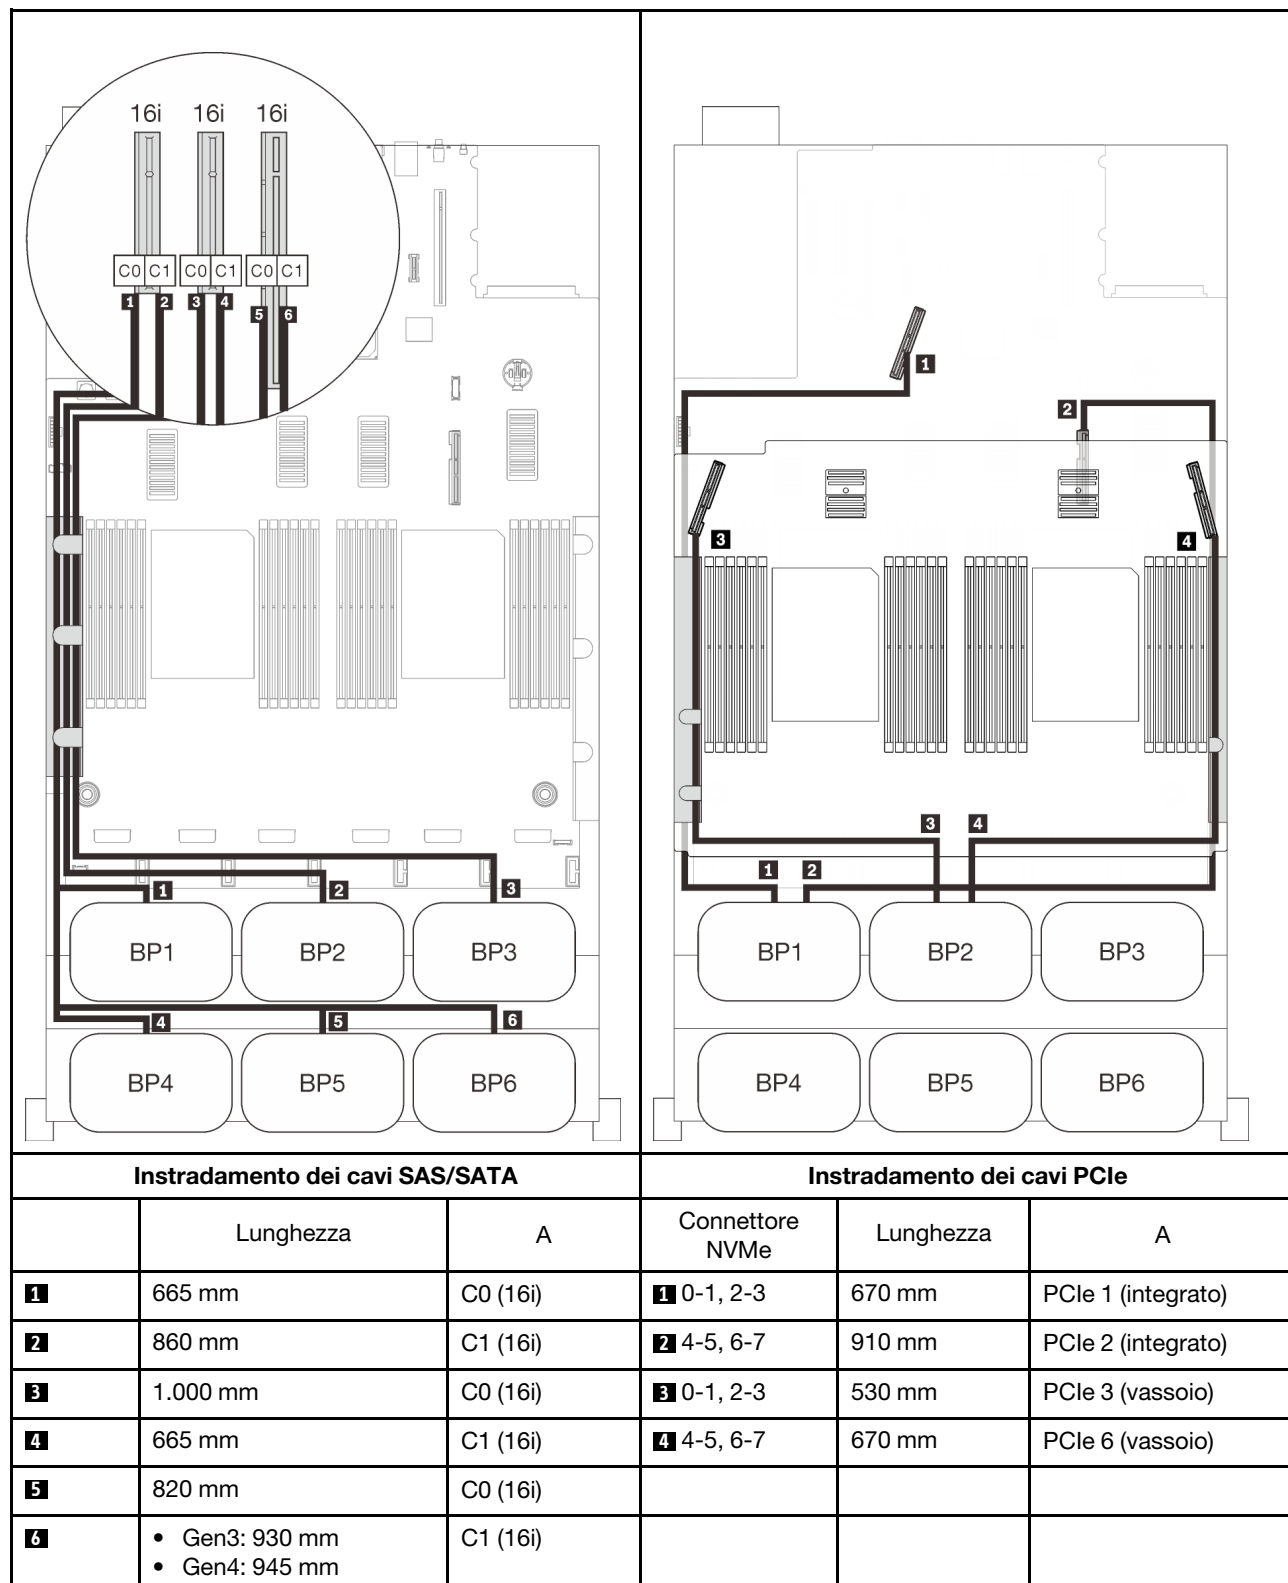 16i 16i 16i
C0 C1 C0 C1 C0 C1
1 2 3 4 5 6
1 2 3
BP1 BP2 BP3
4 5 6
BP4 BP5 BP6
1
2
3 4
3 4
1 2
BP1 BP2 BP3
BP4 BP5 BP6
Instradamento dei cavi SAS/SATA
Instradamento dei cavi PCIe
Lunghezza A
Connettore
NVMe
Lunghezza A
1 665 mm C0 (16i) 1 0-1, 2-3 670 mm PCIe 1 (integrato)
2 860 mm C1 (16i) 2 4-5, 6-7 910 mm PCIe 2 (integrato)
3 1.000 mm C0 (16i) 3 0-1, 2-3 530 mm PCIe 3 (vassoio)
4 665 mm C1 (16i) 4 4-5, 6-7 670 mm PCIe 6 (vassoio)
5 820 mm C0 (16i)
6 • Gen3: 930 mm C1 (16i)
• Gen4: 945 mm